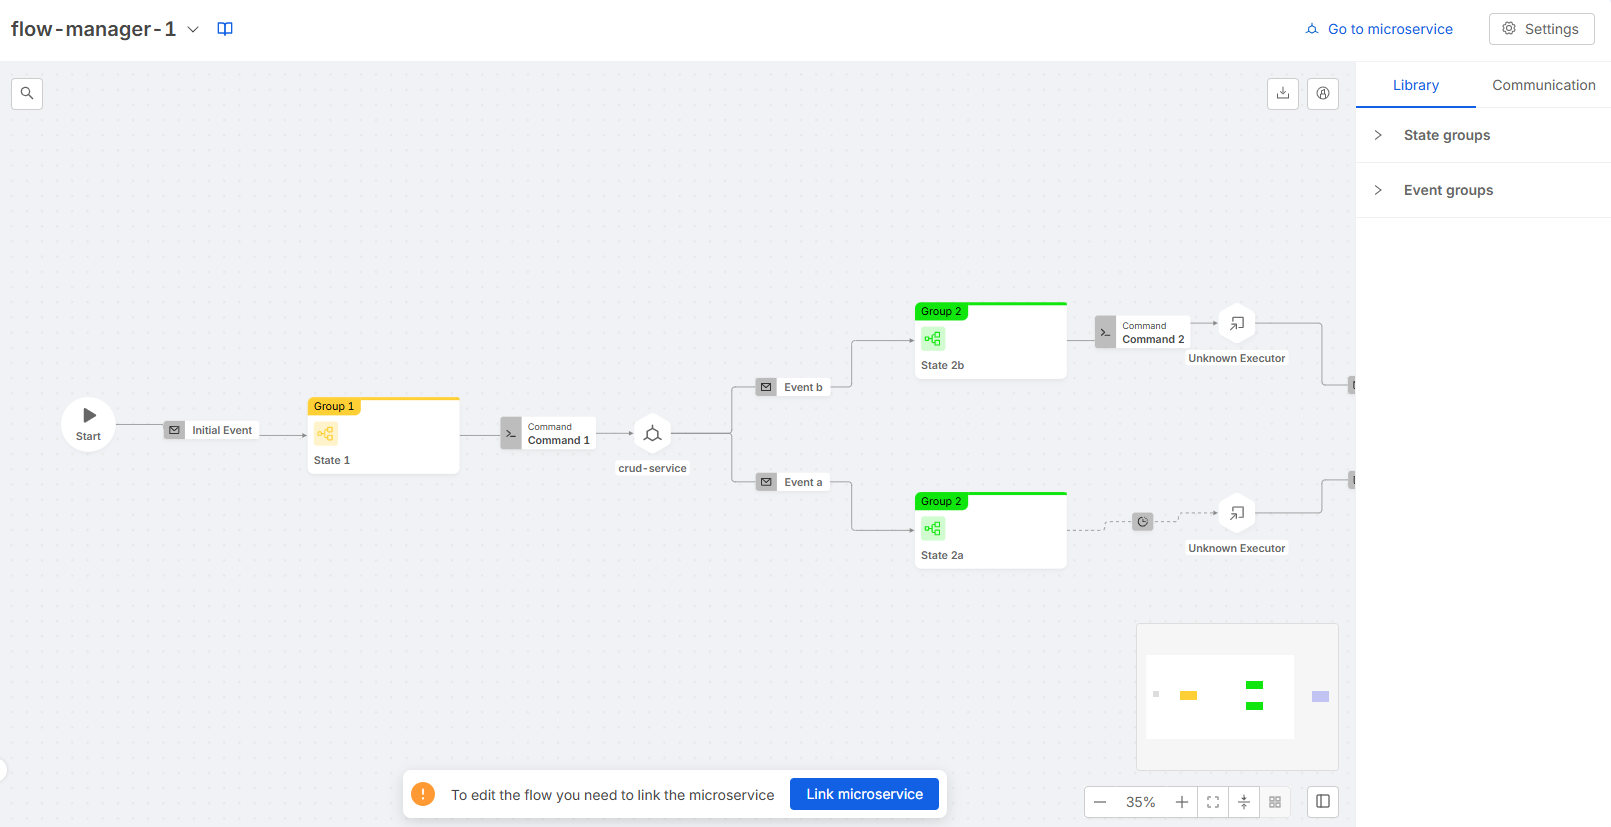 flow-manager-1
Go to microservice
Settings
Library
Communication
State groups
Event groups
Start
Initial Event
Group 1
State 1
Command
Command 1
crud-service
Event b
Event a
Group 2
State 2b
Command
Command 2
Unknown Executor
Group 2
State 2a
Unknown Executor
To edit the flow you need to link the microservice
Link microservice
35%